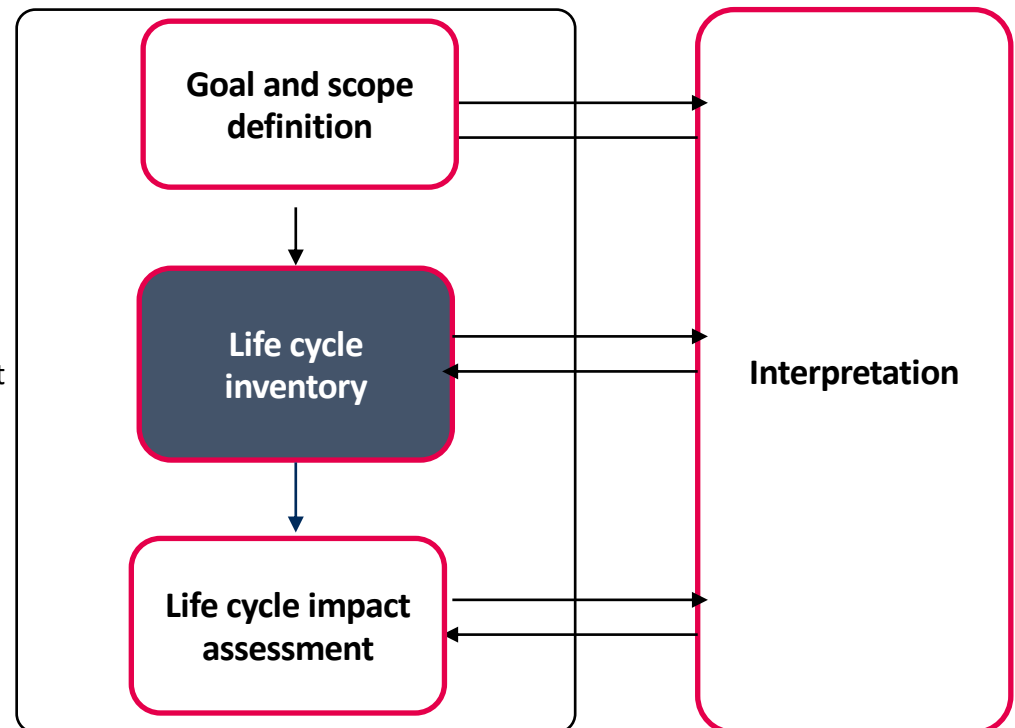 Goal and scope
definition
Life cycle
inventory
t
Interpretation
Life cycle impact
assessment